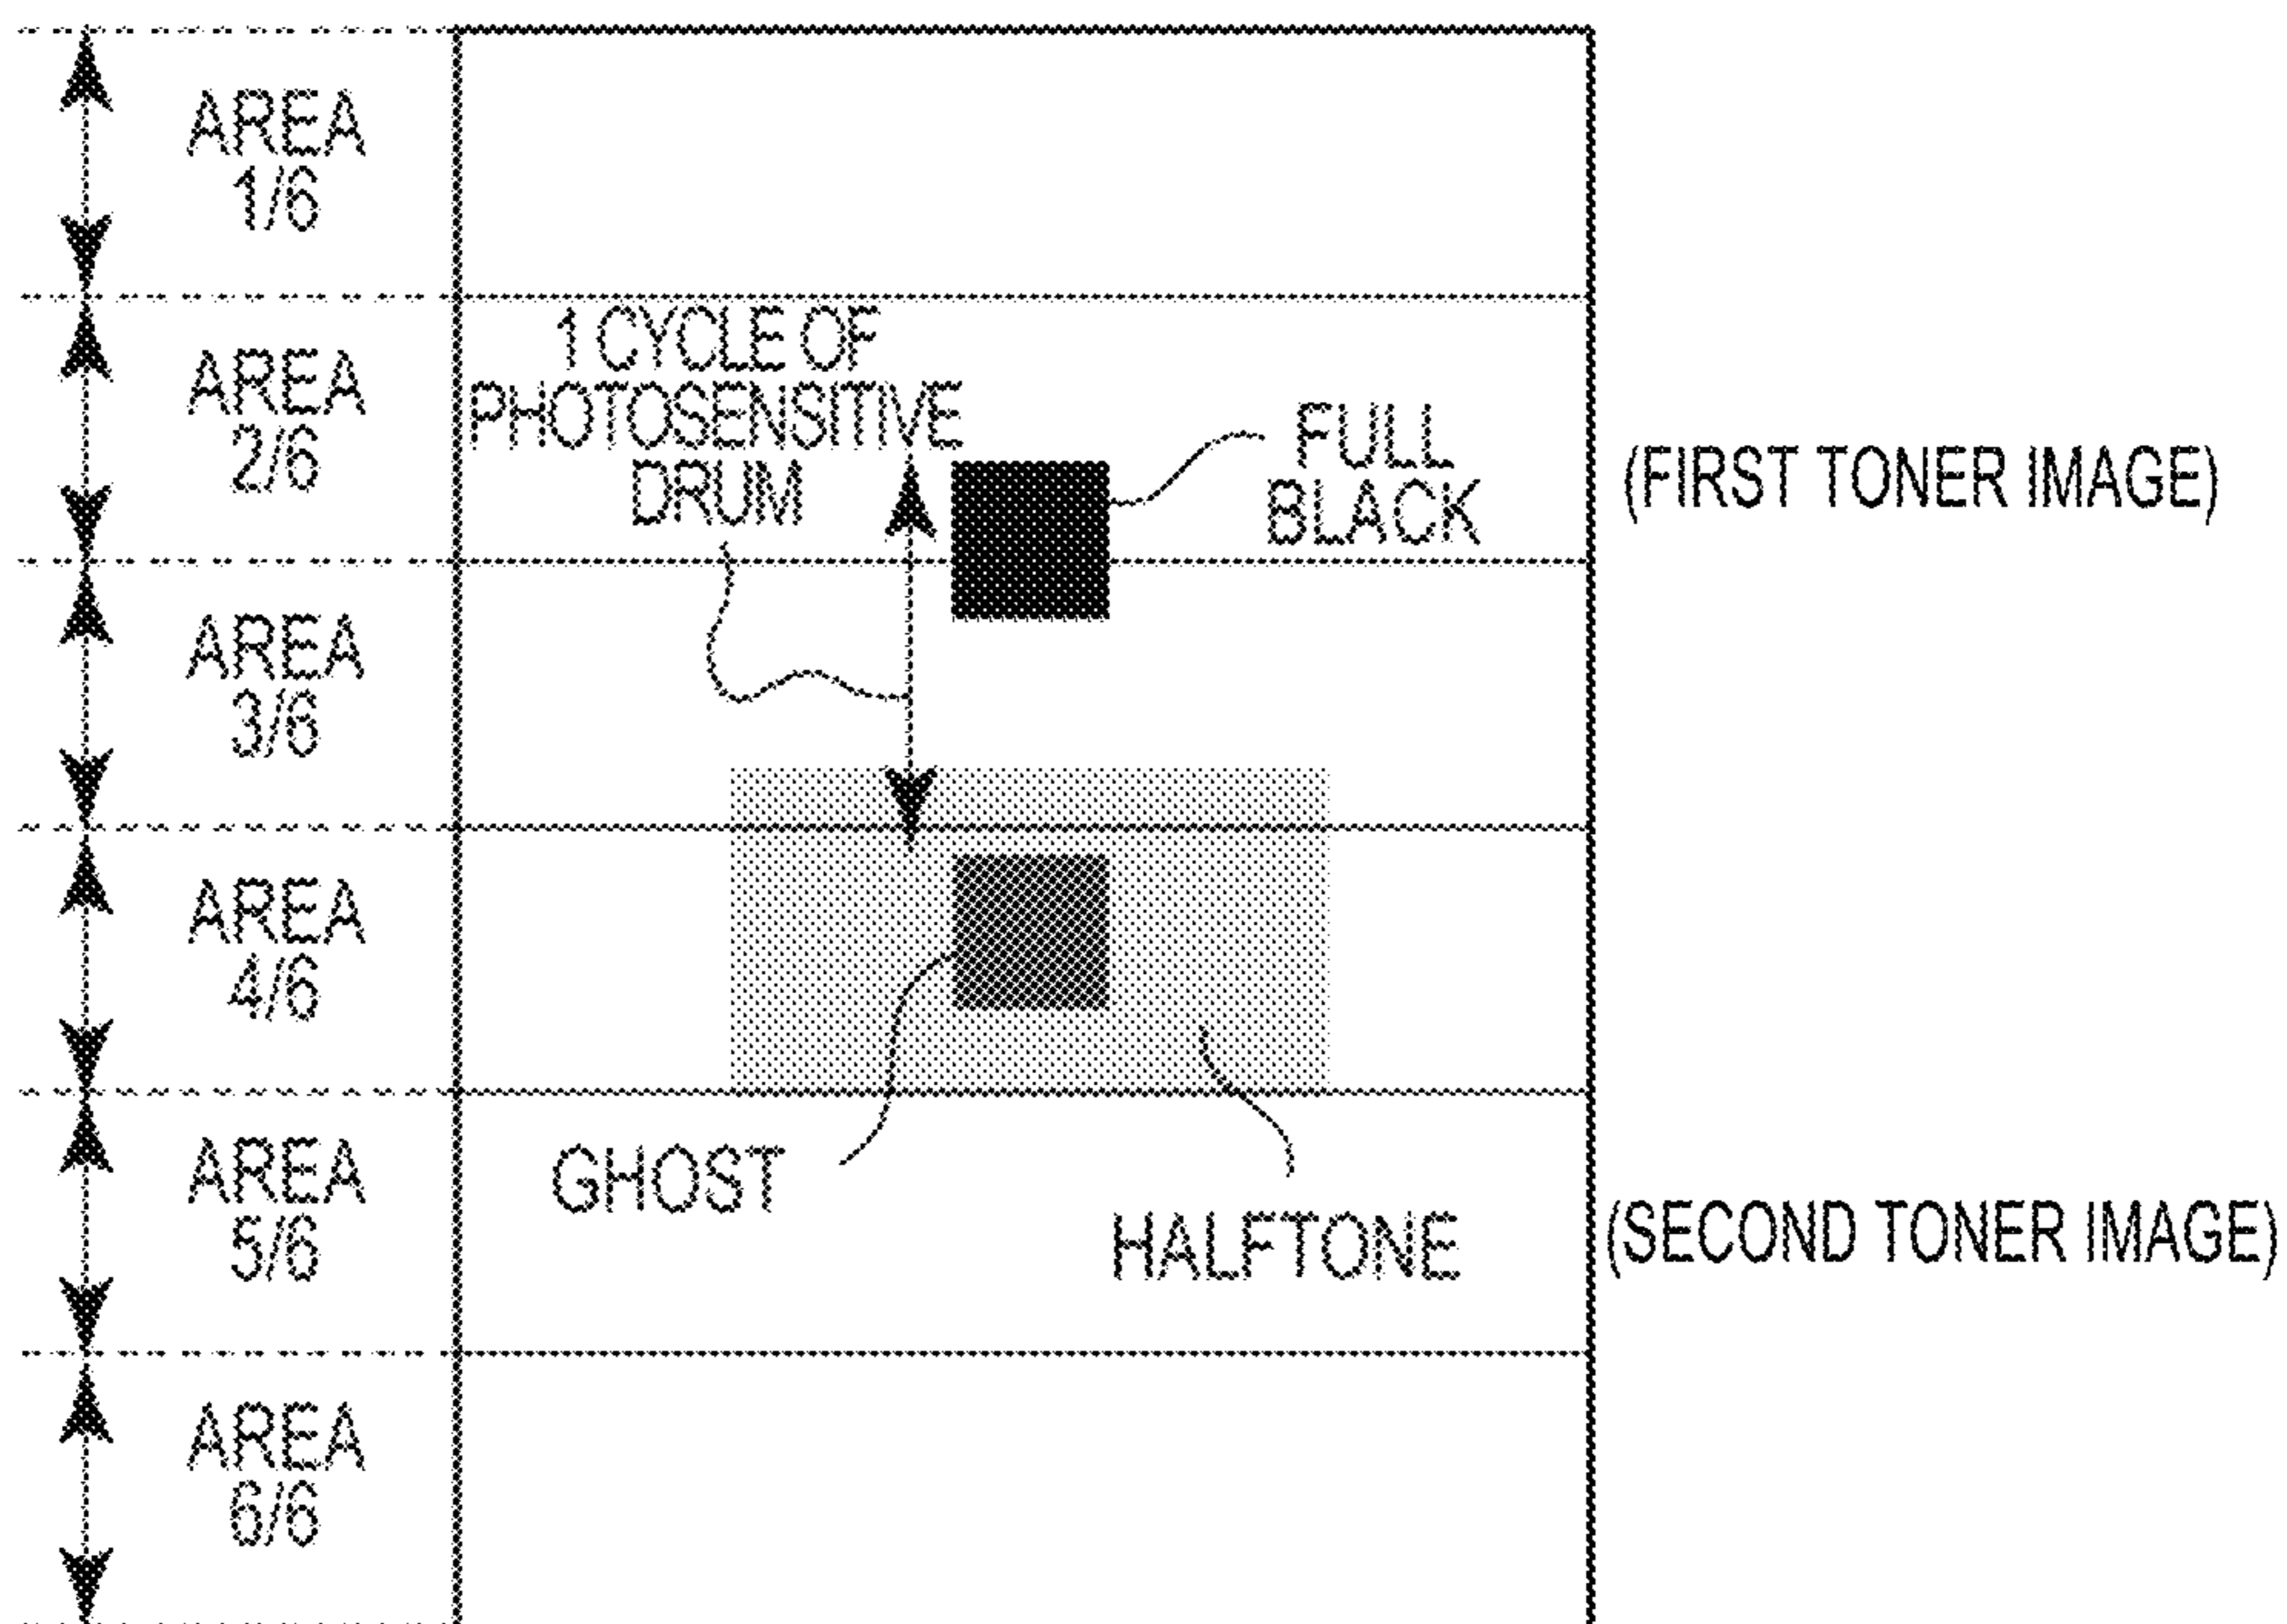 AREA
1/6
AREA
2/6
1 CYCLE OF
PHOTOSENSITIVE
DRUM
FULL
BLACK
(FIRST TONER IMAGE)
AREA
3/6
AREA
4/6
AREA
5/6
GHOST
HALFTONE
(SECOND TONER IMAGE)
AREA
6/6